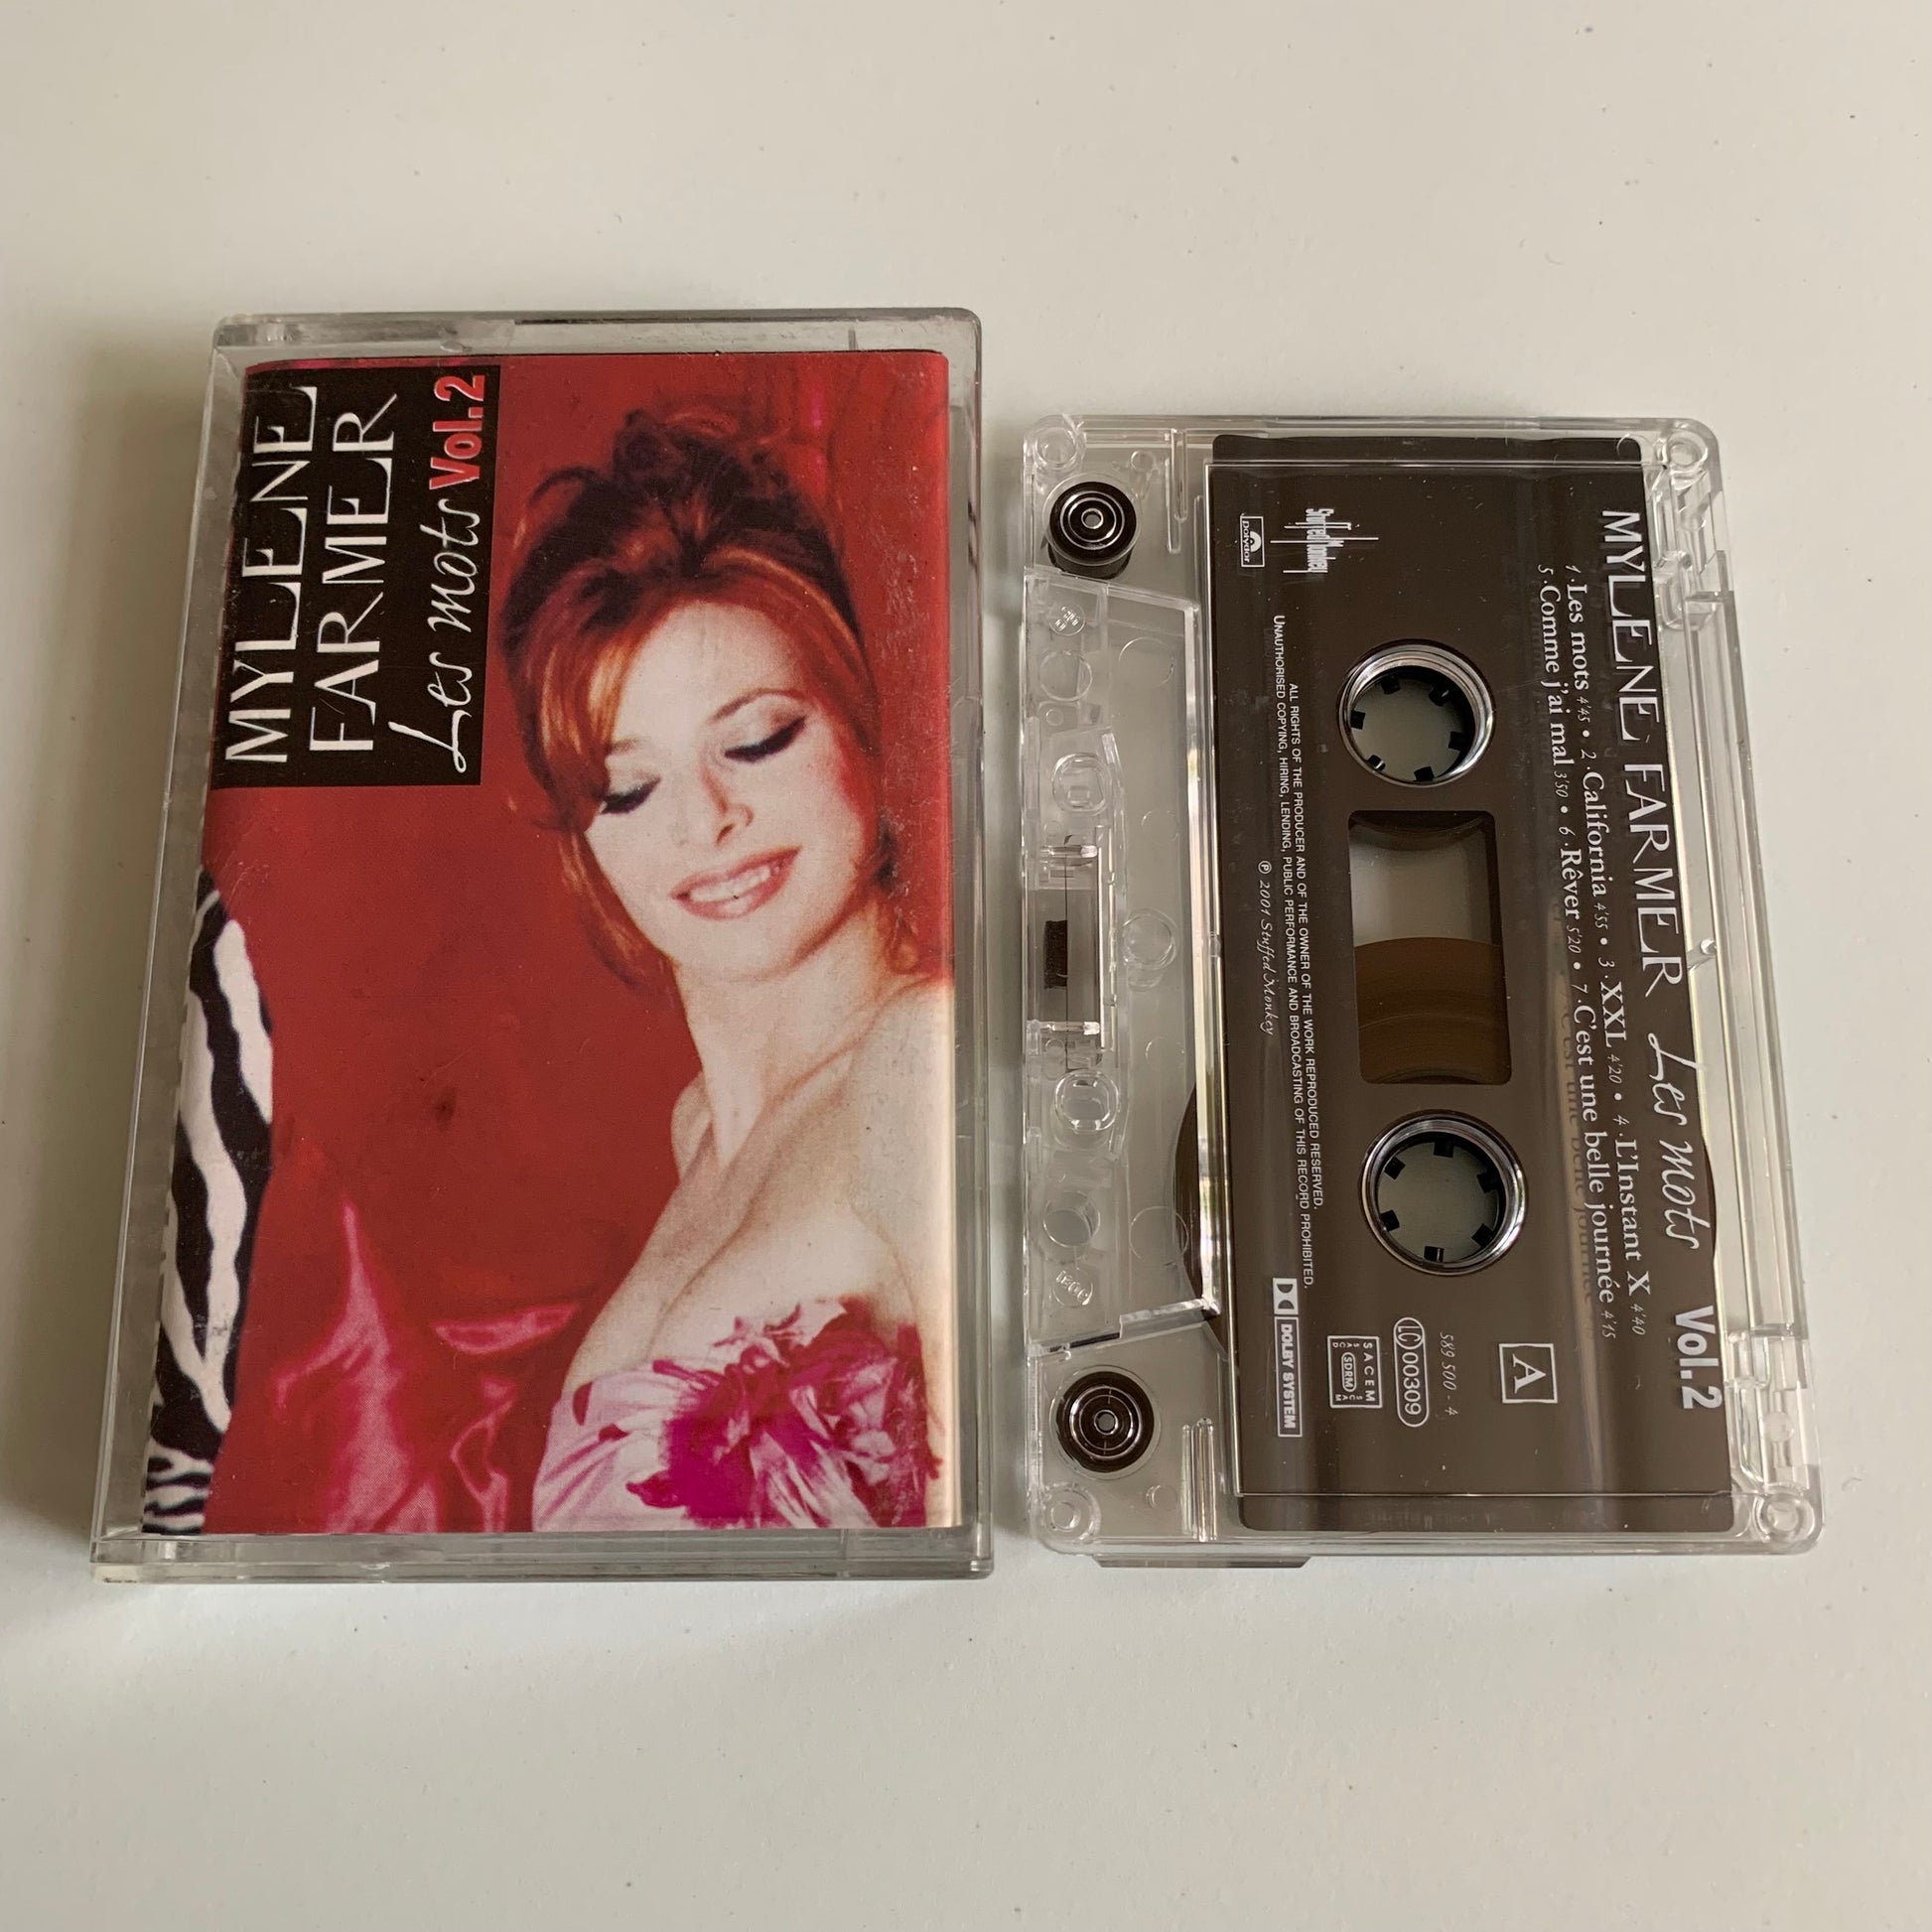 MYLENE
FARMER
Les mots Vol.2
MYLENE FARMER Les mots Vol.2
1 · Les mots 4'45 • 2 · California 4'55 • 3 · XXL 4'20 • 4 · L'Instant X 4'40
5 · Comme j'ai mal 3'50 • 6 · Rêver 5'20 • 7 · C'est une belle journée 4'15
A
589 500 - 4
LC 00309
SACEM
SDRM
Stuffed Monkey
Polydor
ALL RIGHTS OF THE PRODUCER AND OF THE OWNER OF THE WORK REPRODUCED RESERVED.
UNAUTHORISED COPYING, HIRING, LENDING, PUBLIC PERFORMANCE AND BROADCASTING OF THIS RECORD PROHIBITED.
℗ 2001 Stuffed Monkey
DOLBY SYSTEM